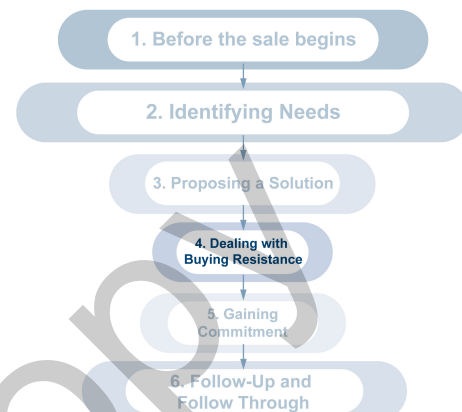 1. Before the sale begins
2. Identifying Needs
3. Proposing a Solution
4. Dealing with
Buying Resistance
5. Gaining
Commitment
6. Follow-Up and
Follow Through